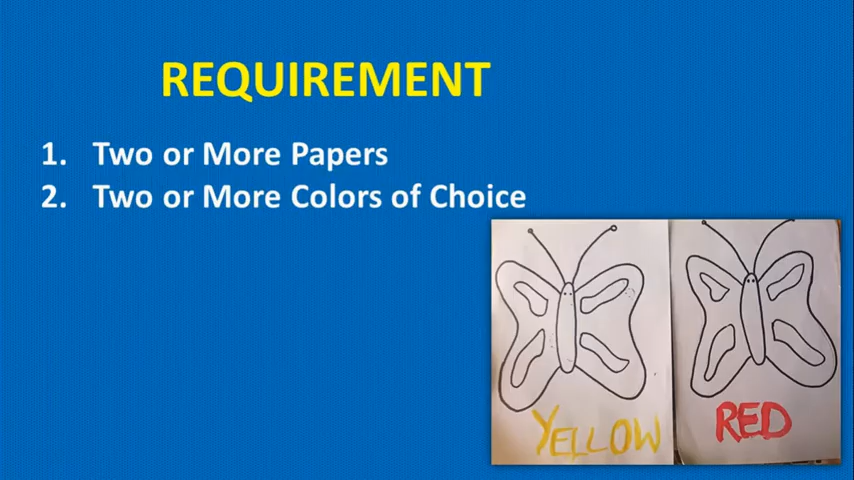 REQUIREMENT
1. Two or More Papers
2. Two or More Colors of Choice
YELLOW
RED